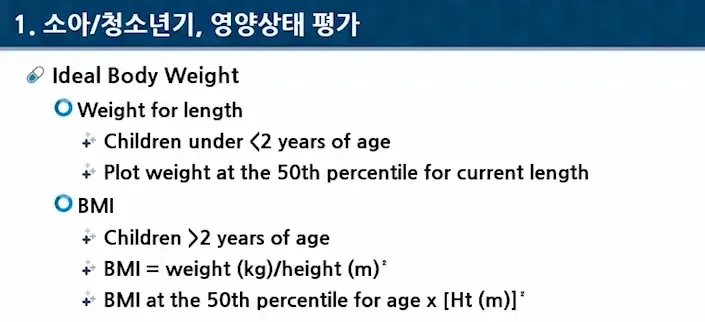 1. 소아/청소년기, 영양상태 평가
Ideal Body Weight
Weight for length
Children under <2 years of age
Plot weight at the 50th percentile for current length
BMI
Children >2 years of age
BMI = weight (kg)/height (m)²
BMI at the 50th percentile for age x [Ht (m)]²